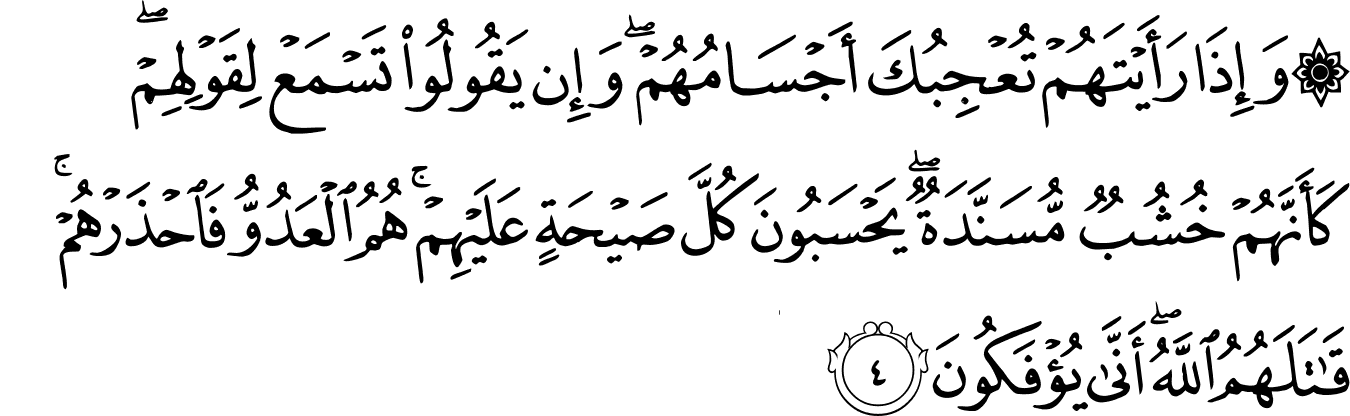 ۞ وَإِذَا رَأَيْتَهُمْ تُعْجِبُكَ أَجْسَامُهُمْ ۖ وَإِن يَقُولُوا۟ تَسْمَعْ لِقَوْلِهِمْ ۖ
كَأَنَّهُمْ خُشُبٌ مُّسَنَّدَةٌ ۖ يَحْسَبُونَ كُلَّ صَيْحَةٍ عَلَيْهِمْ ۚ هُمُ ٱلْعَدُوُّ فَٱحْذَرْهُمْ ۚ
قَـٰتَلَهُمُ ٱللَّهُ ۖ أَنَّىٰ يُؤْفَكُونَ ٤